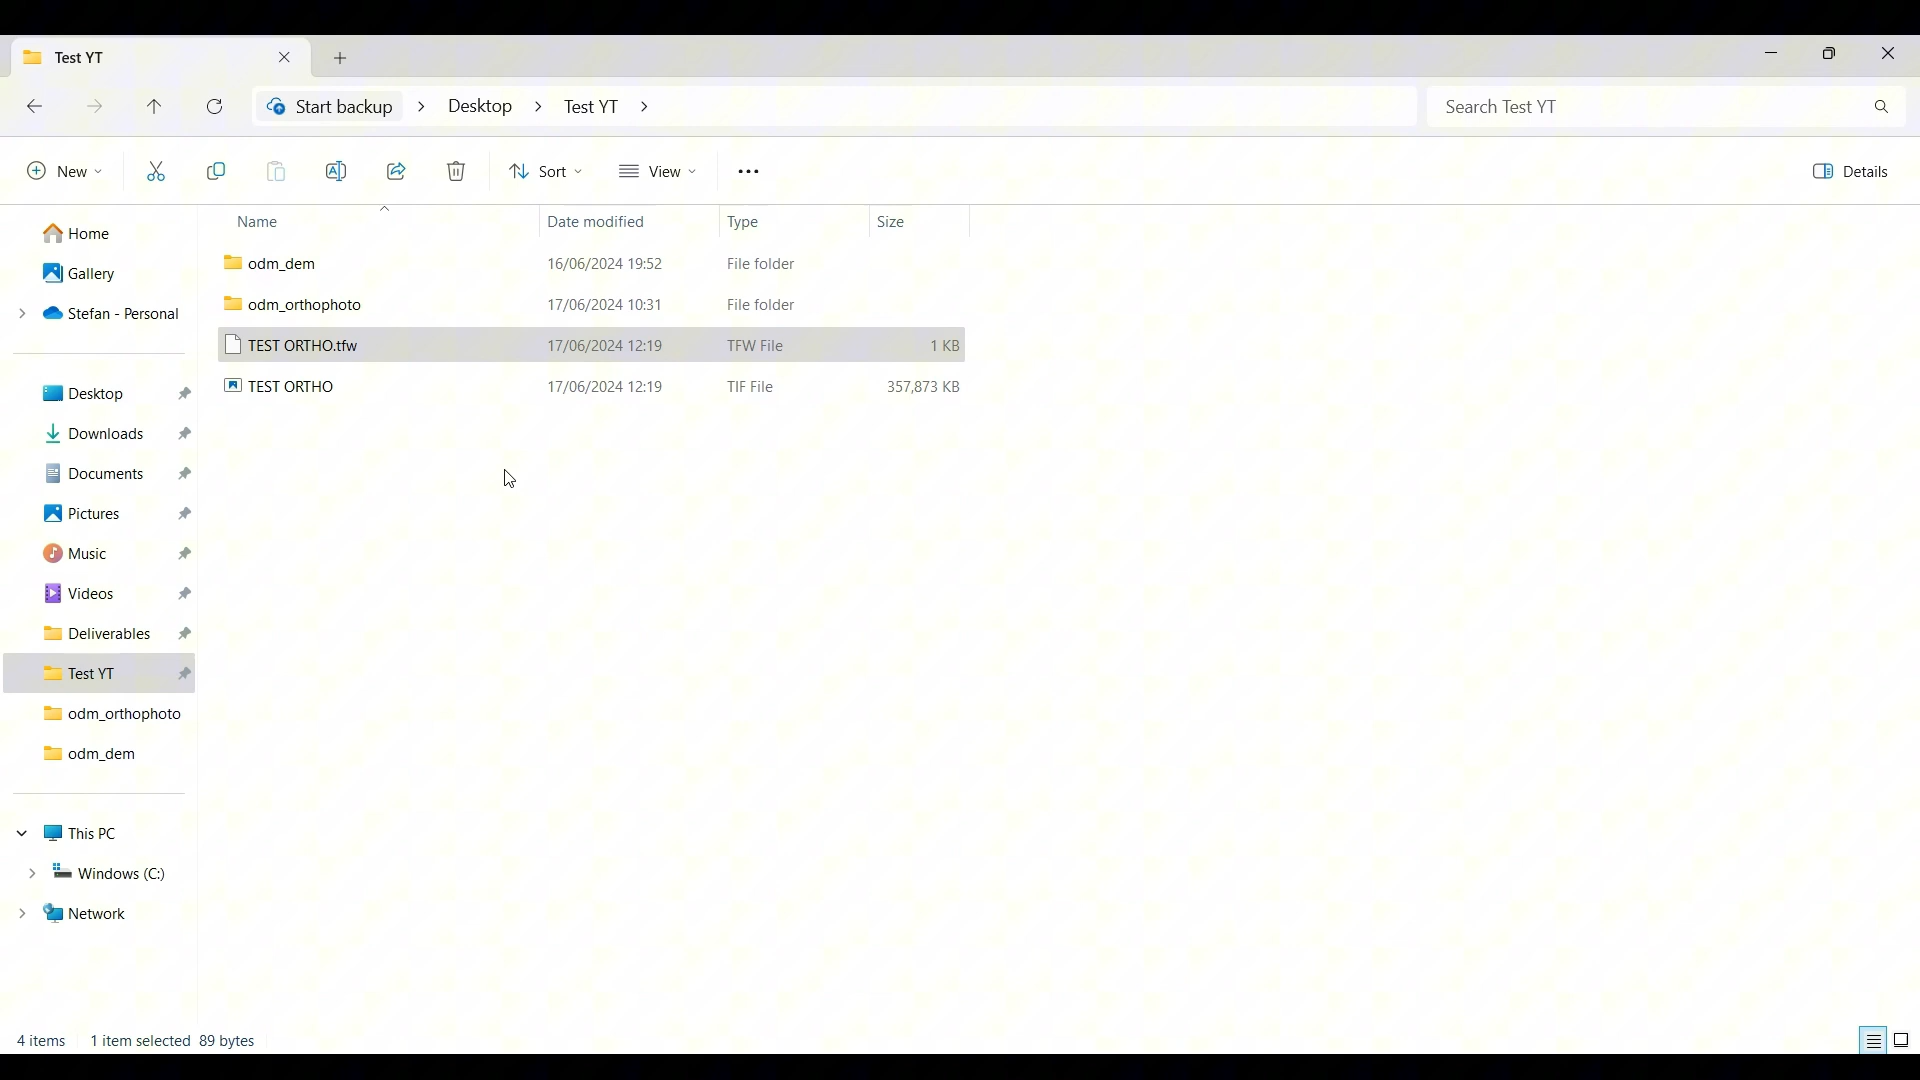 Test YT
Start backup > Desktop > Test YT >
Search Test YT
New
Sort
View
Details
Name Date modified Type Size
odm_dem 16/06/2024 19:52 File folder
odm_orthophoto 17/06/2024 10:31 File folder
TEST ORTHO.tfw 17/06/2024 12:19 TFW File 1 KB
TEST ORTHO 17/06/2024 12:19 TIF File 357,873 KB
Home
Gallery
Stefan - Personal
Desktop
Downloads
Documents
Pictures
Music
Videos
Deliverables
Test YT
odm_orthophoto
odm_dem
This PC
Windows (C:)
Network
4 items 1 item selected 89 bytes